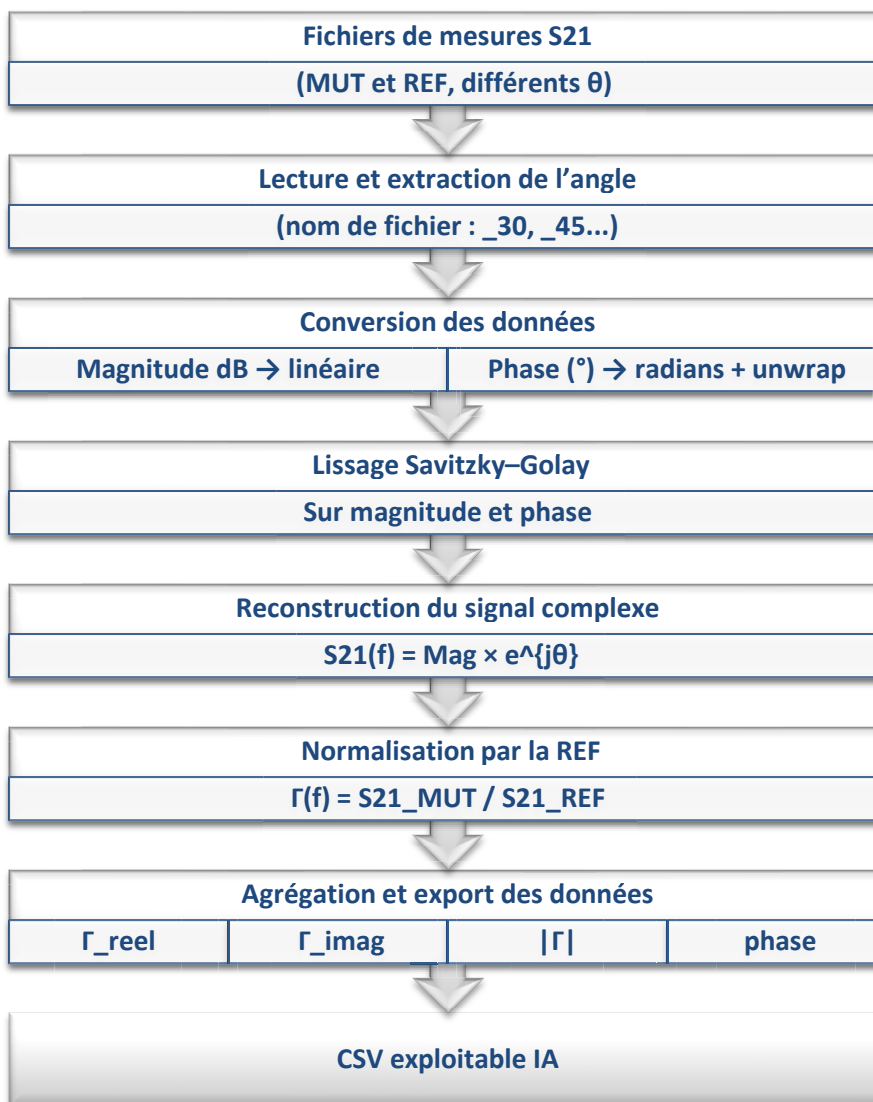 Fichiers de mesures S21
(MUT et REF, différents θ)
Lecture et extraction de l’angle
(nom de fichier : _30, _45...)
Conversion des données
Magnitude dB → linéaire
Phase (°) → radians + unwrap
Lissage Savitzky–Golay
Sur magnitude et phase
Reconstruction du signal complexe
S21(f) = Mag × e^{jθ}
Normalisation par la REF
Γ(f) = S21_MUT / S21_REF
Agrégation et export des données
Γ_reel
Γ_imag
|Γ|
phase
CSV exploitable IA